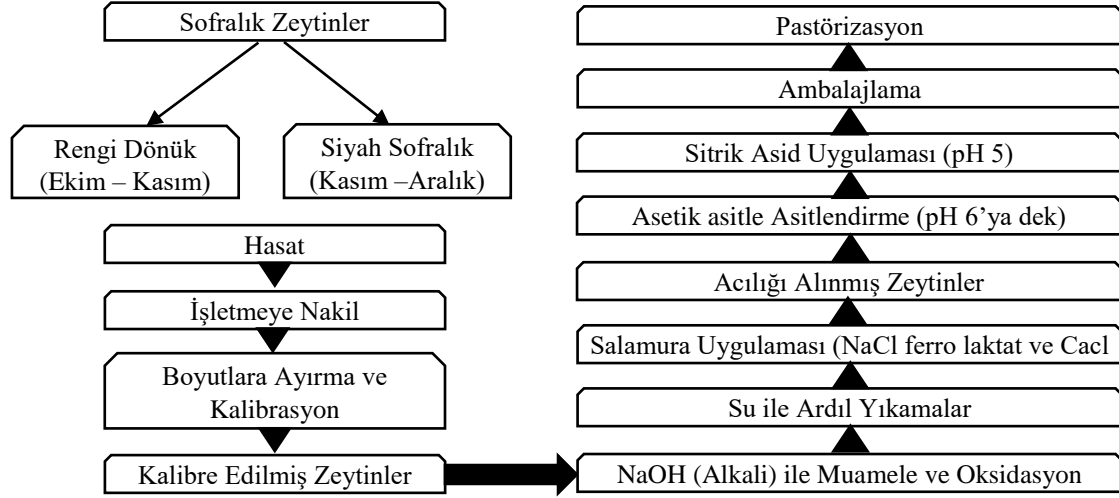 Sofralık Zeytinler
Rengi Dönük
(Ekim – Kasım)
Siyah Sofralık
(Kasım –Aralık)
Hasat
İşletmeye Nakil
Boyutlara Ayırma ve
Kalibrasyon
Kalibre Edilmiş Zeytinler
NaOH (Alkali) ile Muamele ve Oksidasyon
Su ile Ardıl Yıkamalar
Salamura Uygulaması (NaCl ferro laktat ve Cacl
Acılığı Alınmış Zeytinler
Asetik asitle Asitlendirme (pH 6’ya dek)
Sitrik Asid Uygulaması (pH 5)
Ambalajlama
Pastörizasyon